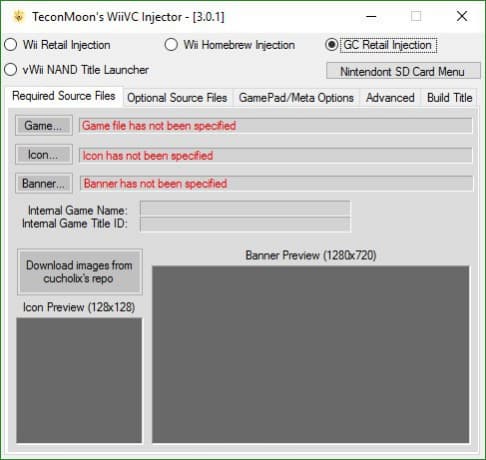 TeconMoon's WiiVC Injector - [3.0.1]
Wii Retail Injection Wii Homebrew Injection GC Retail Injection
vWii NAND Title Launcher Nintendont SD Card Menu
Required Source Files Optional Source Files GamePad/Meta Options Advanced Build Title
Game... Game file has not been specified
Icon... Icon has not been specified
Banner... Banner has not been specified
Internal Game Name:
Internal Game Title ID:
Download images from
cucholix's repo
Banner Preview (1280x720)
Icon Preview (128x128)